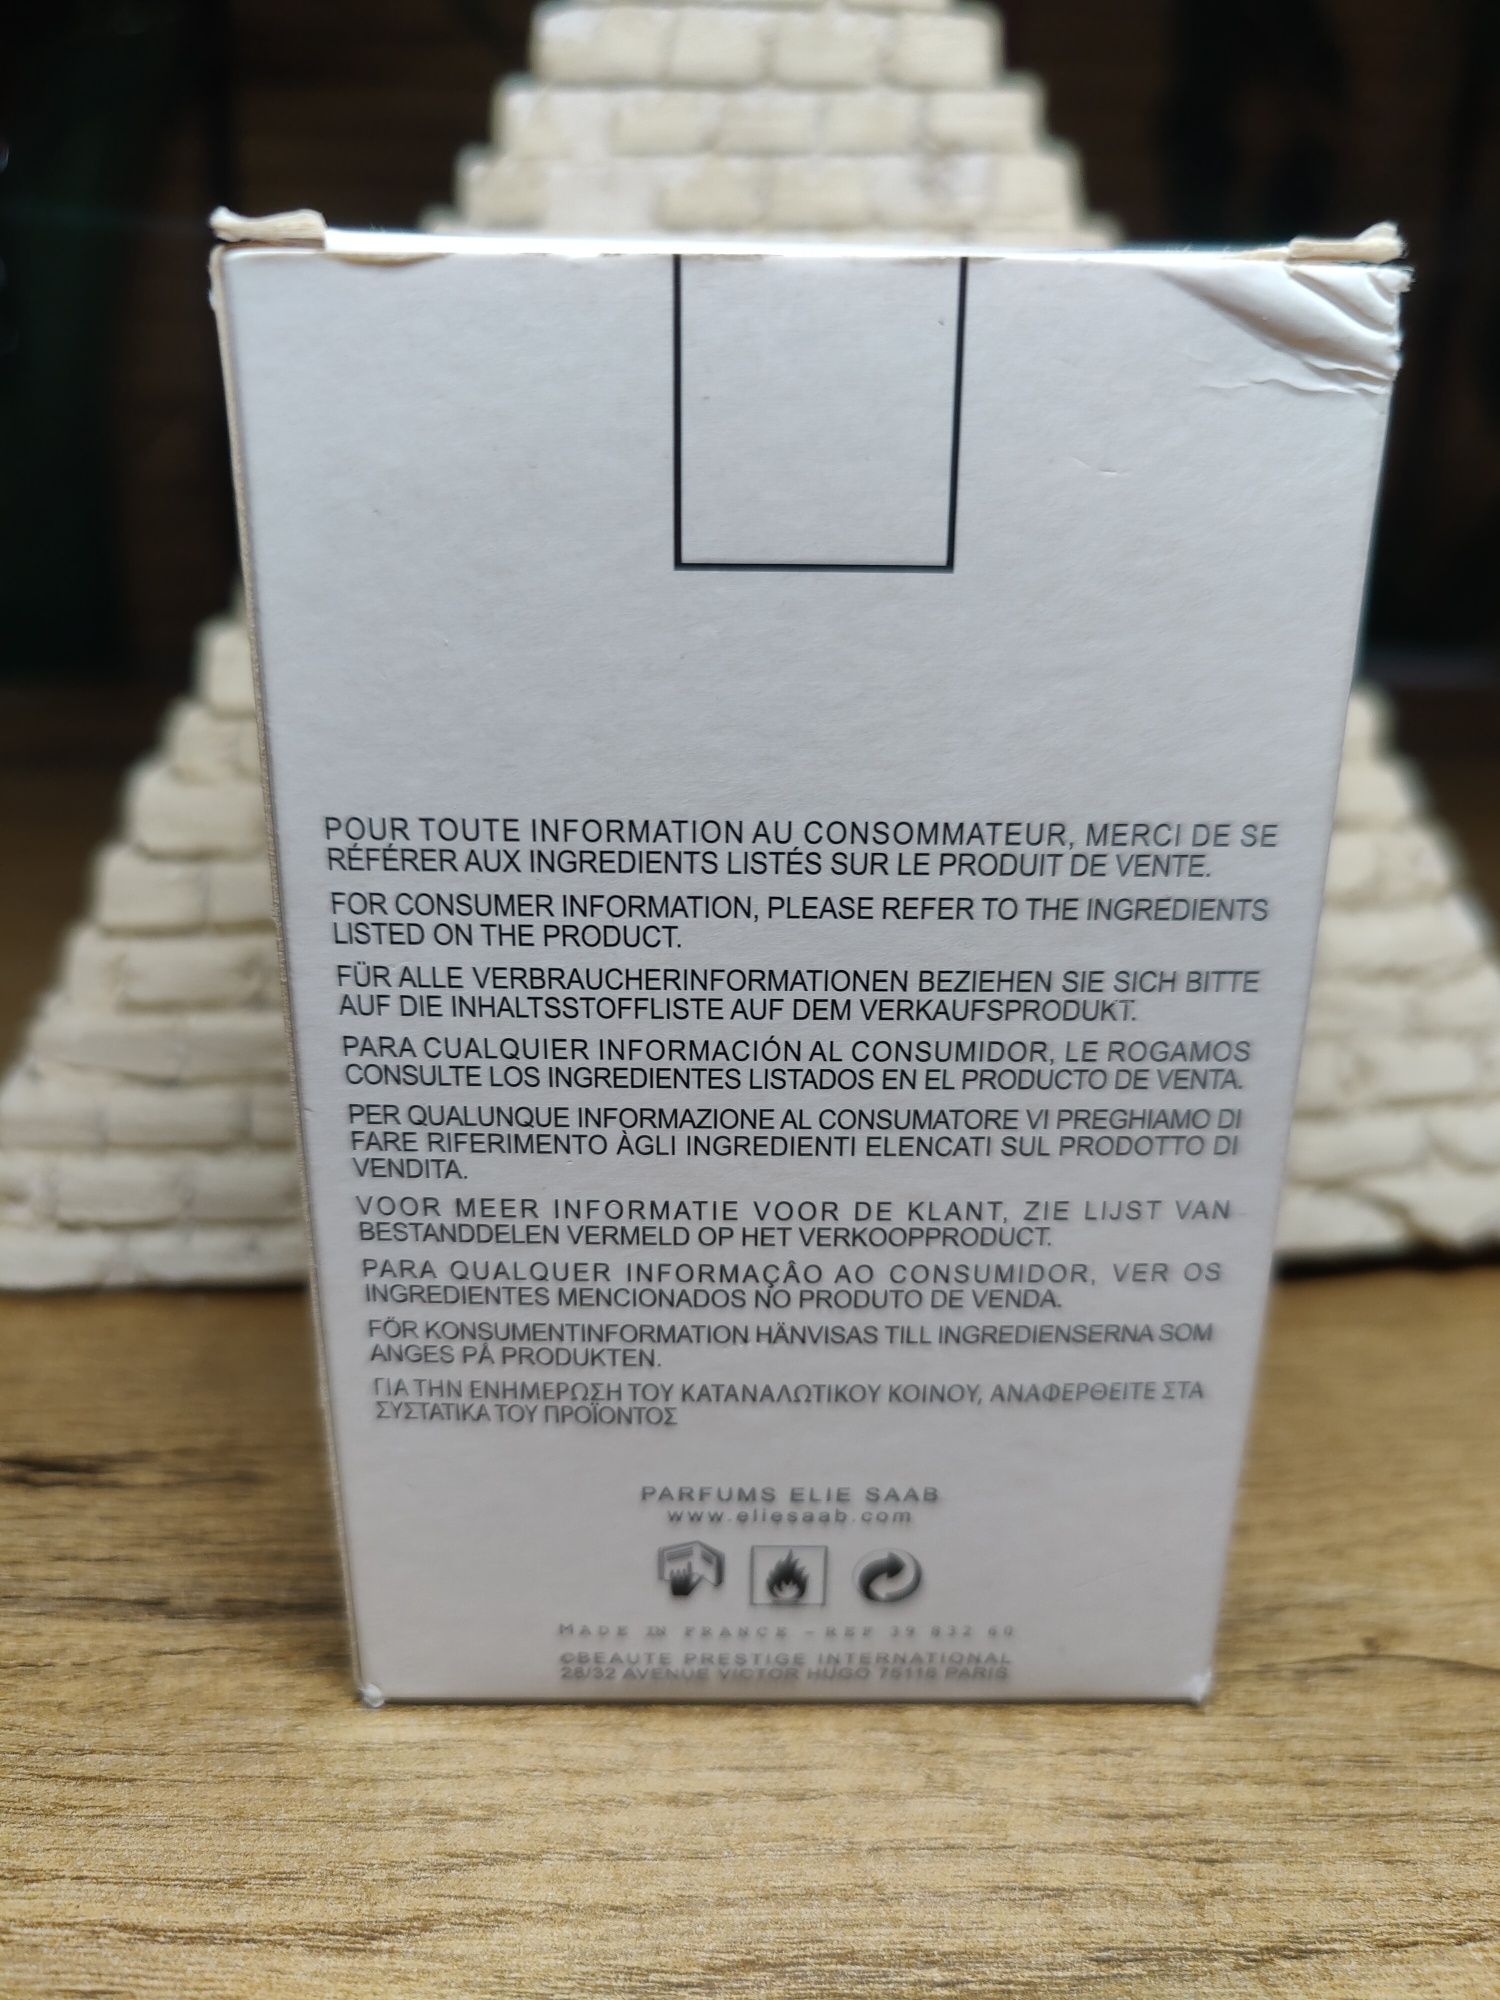 POUR TOUTE INFORMATION AU CONSOMMATEUR, MERCI DE SE
RÉFÉRER AUX INGREDIENTS LISTÉS SUR LE PRODUIT DE VENTE.
FOR CONSUMER INFORMATION, PLEASE REFER TO THE INGREDIENTS
LISTED ON THE PRODUCT.
FÜR ALLE VERBRAUCHERINFORMATIONEN BEZIEHEN SIE SICH BITTE
AUF DIE INHALTSSTOFFLISTE AUF DEM VERKAUFSPRODUKT.
PARA CUALQUIER INFORMACIÓN AL CONSUMIDOR, LE ROGAMOS
CONSULTE LOS INGREDIENTES LISTADOS EN EL PRODUCTO DE VENTA.
PER QUALUNQUE INFORMAZIONE AL CONSUMATORE VI PREGHIAMO DI
FARE RIFERIMENTO ÀGLI INGREDIENTI ELENCATI SUL PRODOTTO DI
VENDITA.
VOOR MEER INFORMATIE VOOR DE KLANT, ZIE LIJST VAN
BESTANDDELEN VERMELD OP HET VERKOOPPRODUCT.
PARA QUALQUER INFORMAÇÂO AO CONSUMIDOR, VER OS
INGREDIENTES MENCIONADOS NO PRODUTO DE VENDA.
FÖR KONSUMENTINFORMATION HÄNVISAS TILL INGREDIENSERNA SOM
ANGES PÅ PRODUKTEN.
ΓΙΑ ΤΗΝ ΕΝΗΜΕΡΩΣΗ ΤΟΥ ΚΑΤΑΝΑΛΩΤΙΚΟΥ ΚΟΙΝΟΥ, ΑΝΑΦΕΡΘΕΙΤΕ ΣΤΑ
ΣΥΣΤΑΤΙΚΑ ΤΟΥ ΠΡΟΪΟΝΤΟΣ
PARFUMS ELIE SAAB
www.eliesaab.com
MADE IN FRANCE - REF 39 832 60
©BEAUTE PRESTIGE INTERNATIONAL
28/32 AVENUE VICTOR HUGO 75116 PARIS